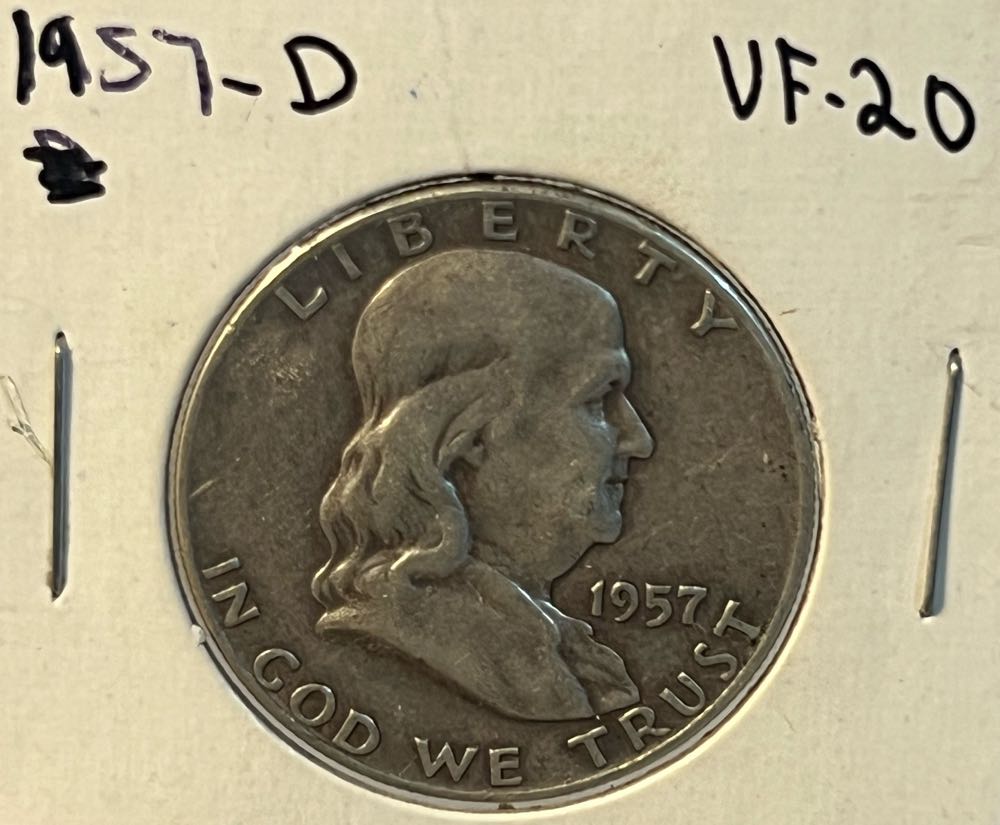 1957-D
VF-20
LIBERTY
1957
IN GOD WE TRUST